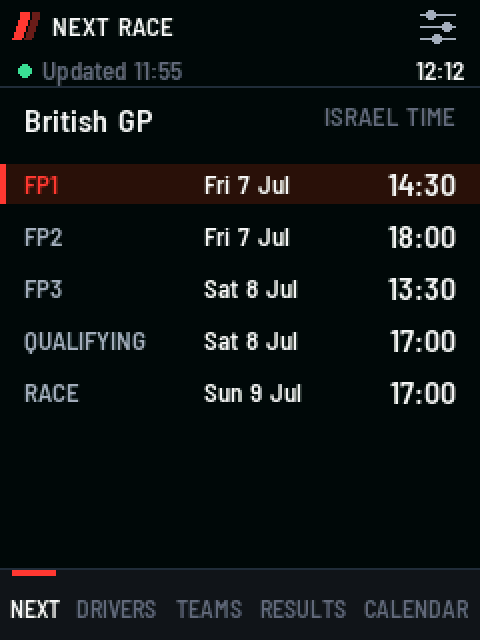 NEXT RACE
Updated 11:55 12:12
British GP ISRAEL TIME
FP1 Fri 7 Jul 14:30
FP2 Fri 7 Jul 18:00
FP3 Sat 8 Jul 13:30
QUALIFYING Sat 8 Jul 17:00
RACE Sun 9 Jul 17:00
NEXT DRIVERS TEAMS RESULTS CALENDAR